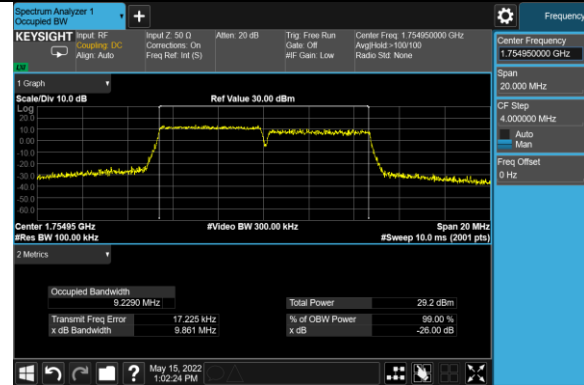 Spectrum Analyzer 1
Occupied BW
+
Frequency
KEYSIGHT
Input: RF
Coupling: DC
Align: Auto
Input Z: 50 Ω
Corrections: On
Freq Ref: Int (S)
Atten: 20 dB
Trig: Free Run
Gate: Off
#IF Gain: Low
Center Freq: 1.754950000 GHz
Avg|Hold:>100/100
Radio Std: None
LXI
Center Frequency
1.754950000 GHz
Span
20.000 MHz
CF Step
4.000000 MHz
Auto
Man
Freq Offset
0 Hz
1 Graph
Scale/Div 10.0 dB
Ref Value 30.00 dBm
Log
20.0
10.0
0.00
-10.0
-20.0
-30.0
-40.0
-50.0
-60.0
Center 1.75495 GHz
#Video BW 300.00 kHz
Span 20 MHz
#Res BW 100.00 kHz
#Sweep 10.0 ms (2001 pts)
2 Metrics
Occupied Bandwidth
9.2290 MHz
Total Power
29.2 dBm
Transmit Freq Error
17.225 kHz
% of OBW Power
99.00 %
x dB Bandwidth
9.861 MHz
x dB
-26.00 dB
?
May 15, 2022
1:02:24 PM